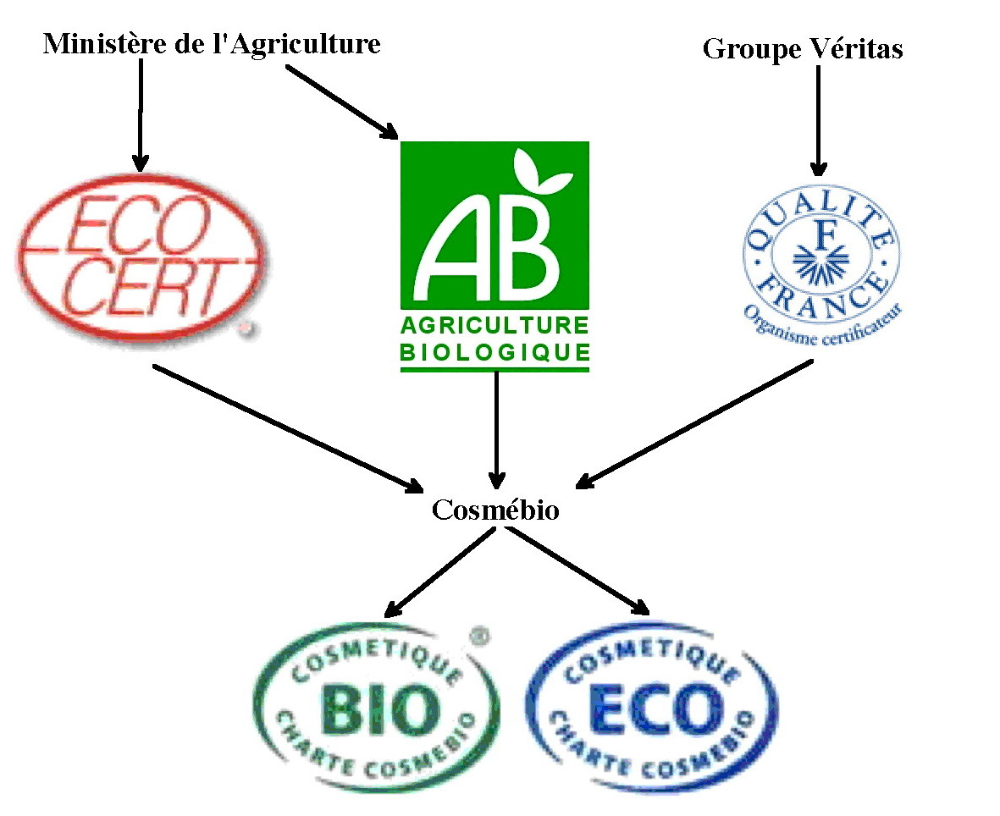 Ministère de l'Agriculture
Groupe Véritas
ECO
CERT
®
AB
AGRICULTURE
BIOLOGIQUE
QUALITE
F
FRANCE
Organisme certificateur
Cosmébio
COSMETIQUE
BIO
CHARTE COSMEBIO
®
COSMETIQUE
ECO
CHARTE COSMEBIO